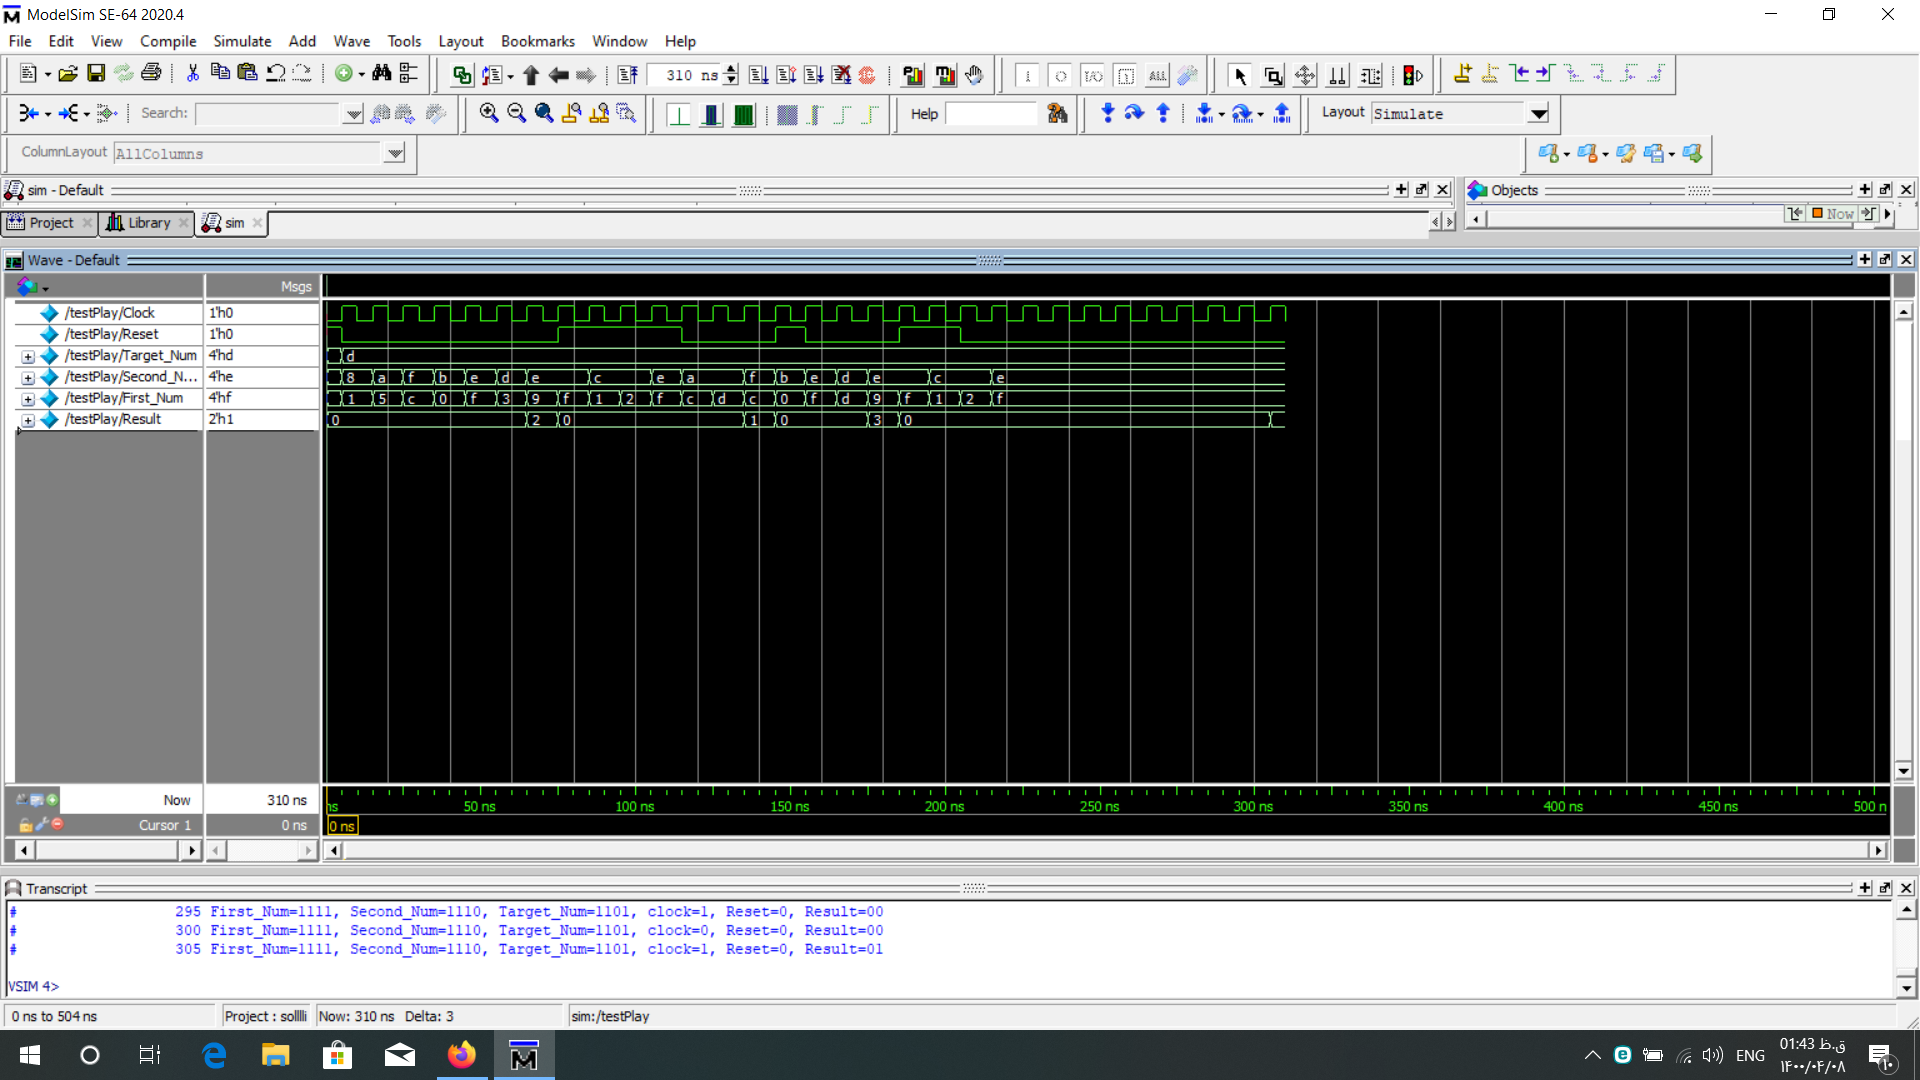 ModelSim SE-64 2020.4
File Edit View Compile Simulate Add Wave Tools Layout Bookmarks Window Help
310 ns
Search:
Help
Layout Simulate
ColumnLayout AllColumns
sim - Default
Objects
Project Library sim
Now
Wave - Default
Msgs
/testPlay/Clock 1'h0
/testPlay/Reset 1'h0
/testPlay/Target_Num 4'hd d
/testPlay/Second_N... 4'he 8 a f b e d e c e a f b e d e c e
/testPlay/First_Num 4'hf 1 5 c 0 f 3 9 f 1 2 f c d c 0 f d 9 f 1 2 f
/testPlay/Result 2'h1 0 2 0 1 0 3 0
Now 310 ns
ns 50 ns 100 ns 150 ns 200 ns 250 ns 300 ns 350 ns 400 ns 450 ns 500 n
Cursor 1 0 ns 0 ns
Transcript
# 295 First_Num=1111, Second_Num=1110, Target_Num=1101, clock=1, Reset=0, Result=00
# 300 First_Num=1111, Second_Num=1110, Target_Num=1101, clock=0, Reset=0, Result=00
# 305 First_Num=1111, Second_Num=1110, Target_Num=1101, clock=1, Reset=0, Result=01
VSIM 4>
0 ns to 504 ns Project : solllli Now: 310 ns Delta: 3 sim:/testPlay
ENG
01:43 ق.ظ
۱۴۰۰/۰۴/۰۸
۱۰